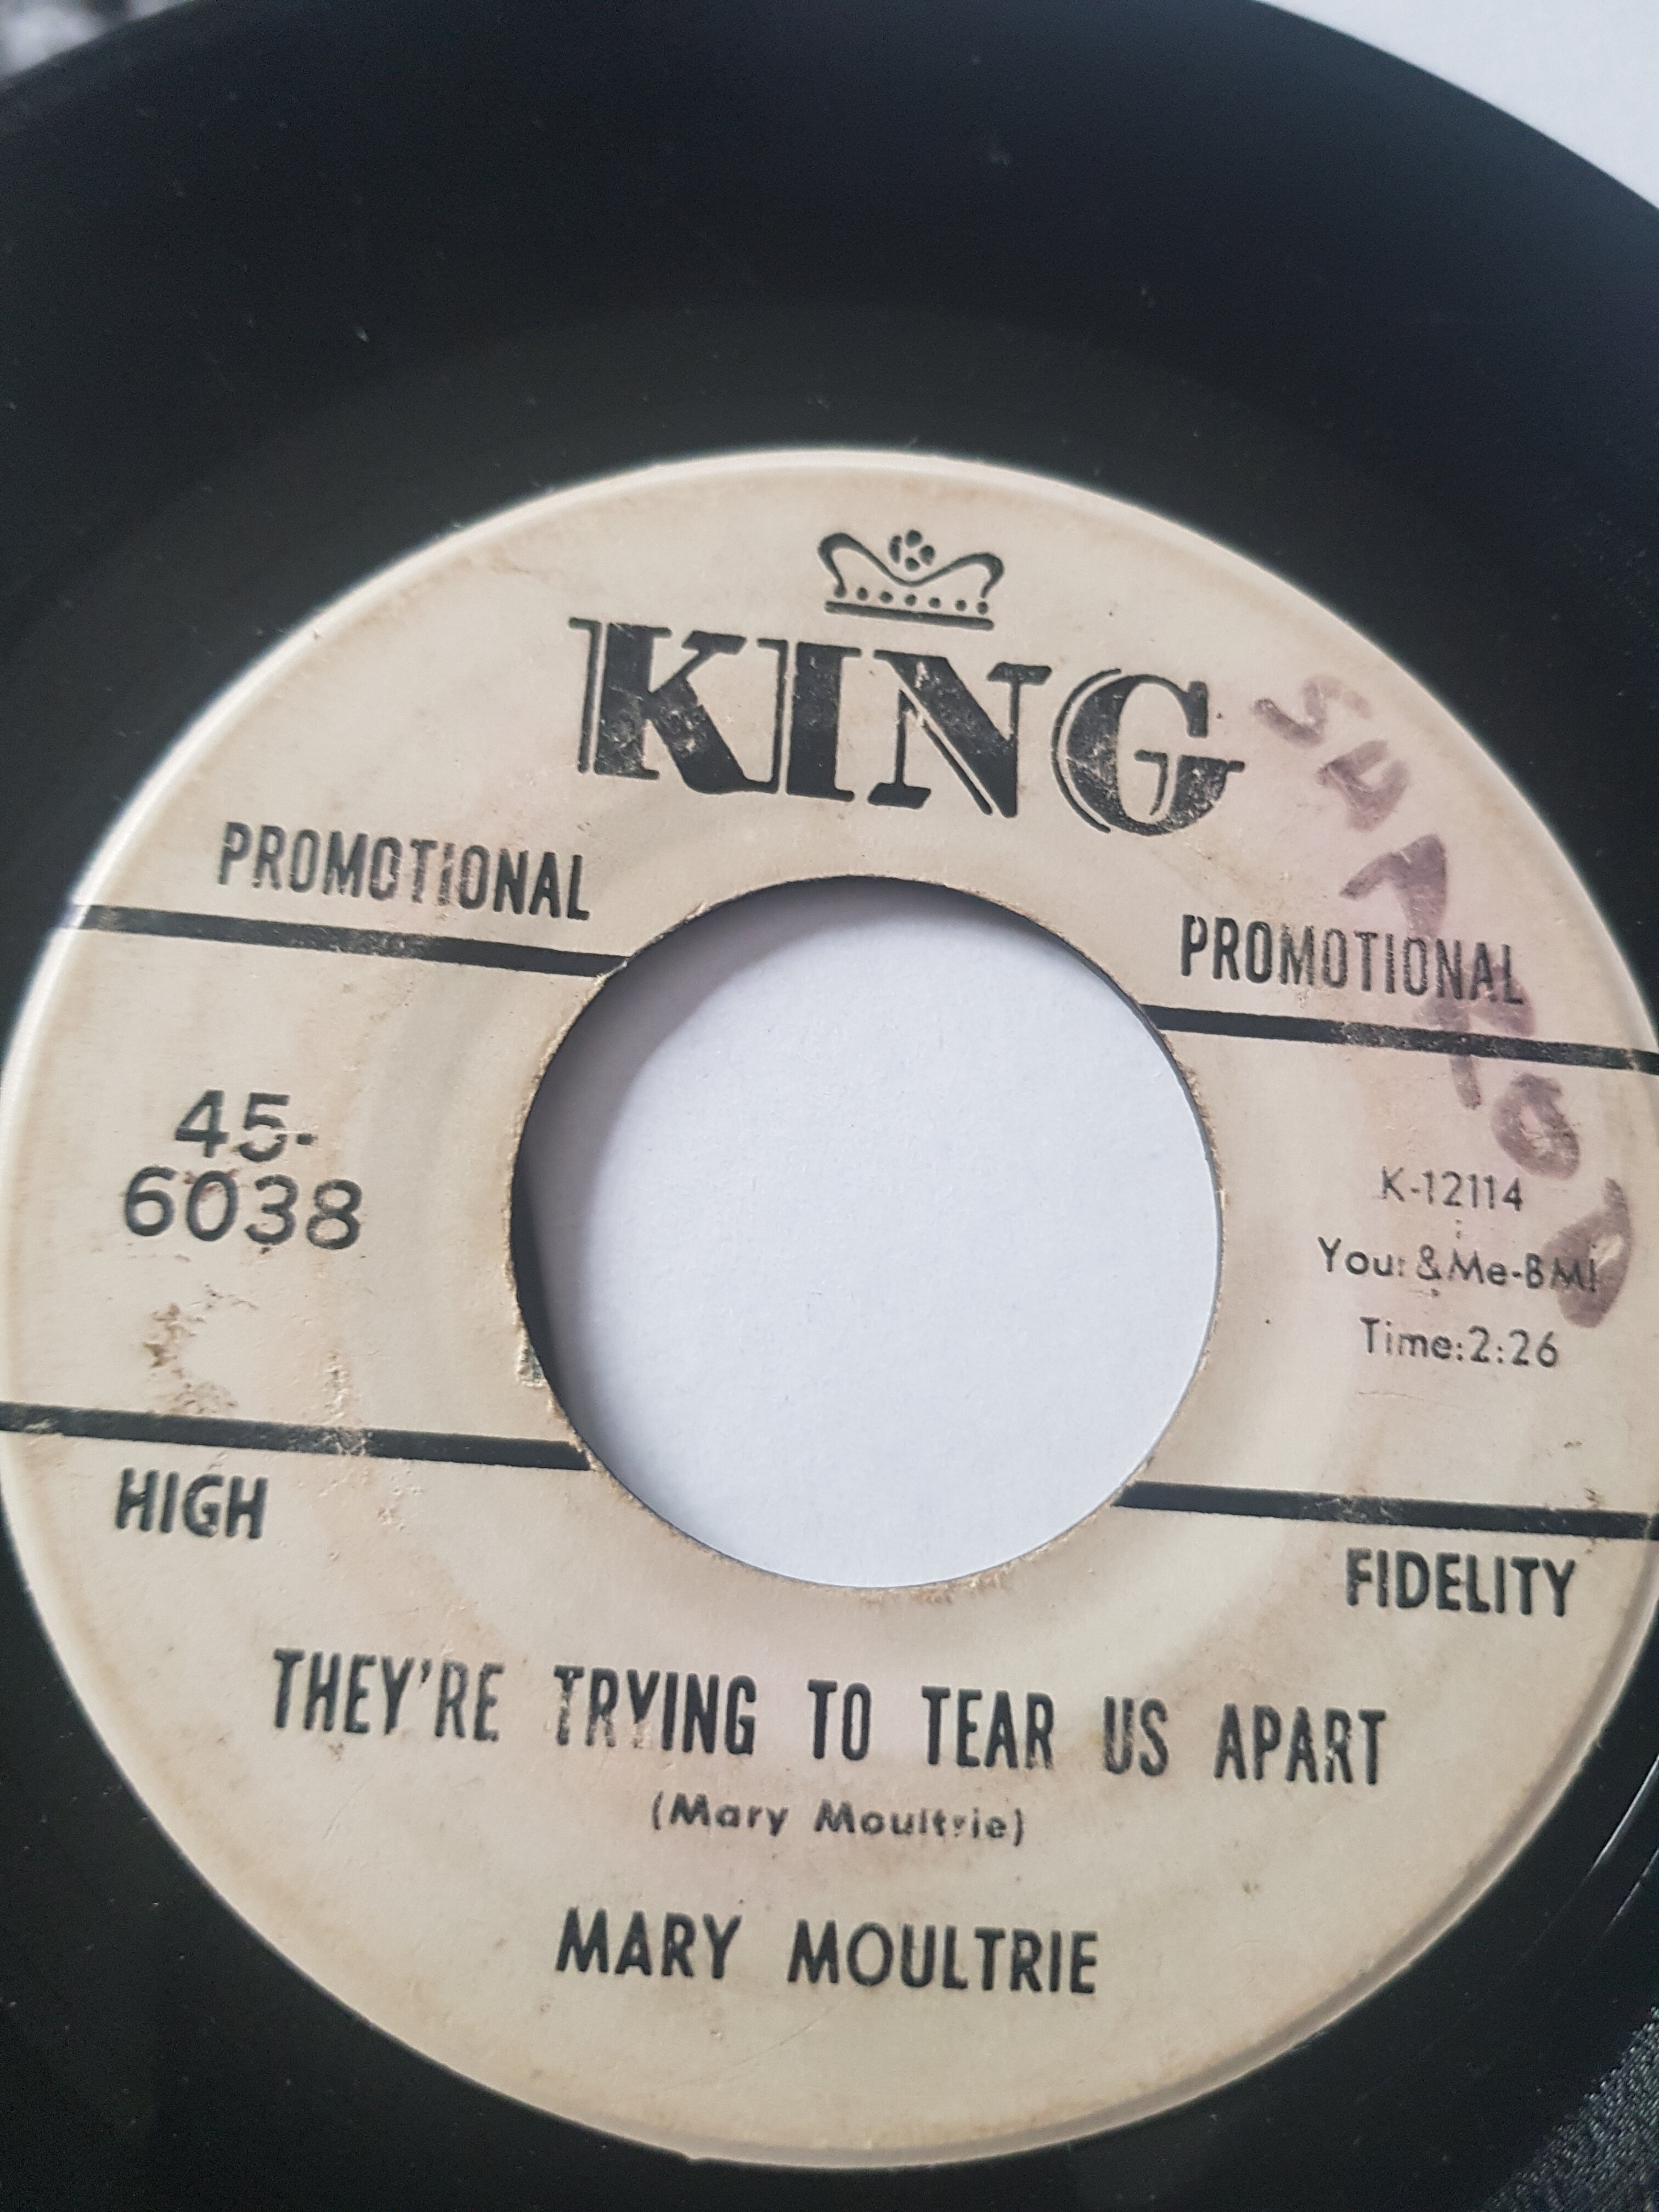 KING
PROMOTIONAL
PROMOTIONAL
45-
6038
K-12114
You & Me-BMI
Time:2:26
HIGH
FIDELITY
THEY'RE TRYING TO TEAR US APART
(Mary Moultrie)
MARY MOULTRIE